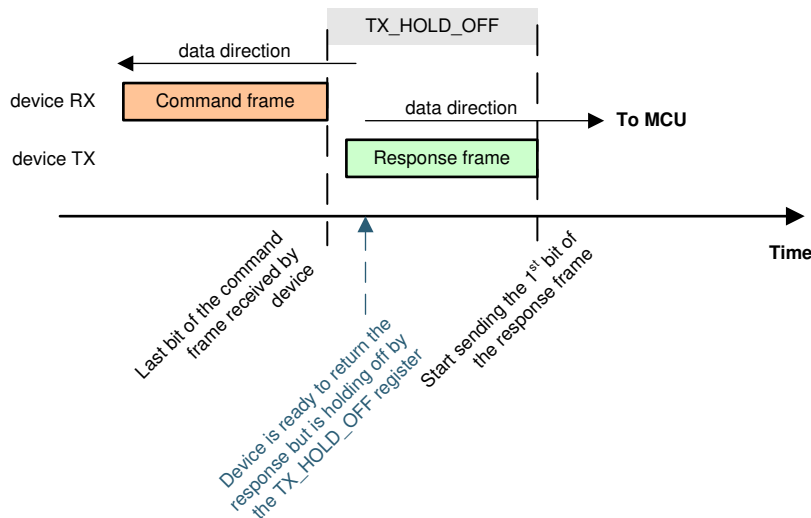 TX_HOLD_OFF
data direction
device RX
Command frame
data direction
To MCU
device TX
Response frame
Time
Last bit of the command
frame received by
device
Device is ready to return the
response but is holding off by
the TX_HOLD_OFF register
Start sending the 1st bit of
the response frame